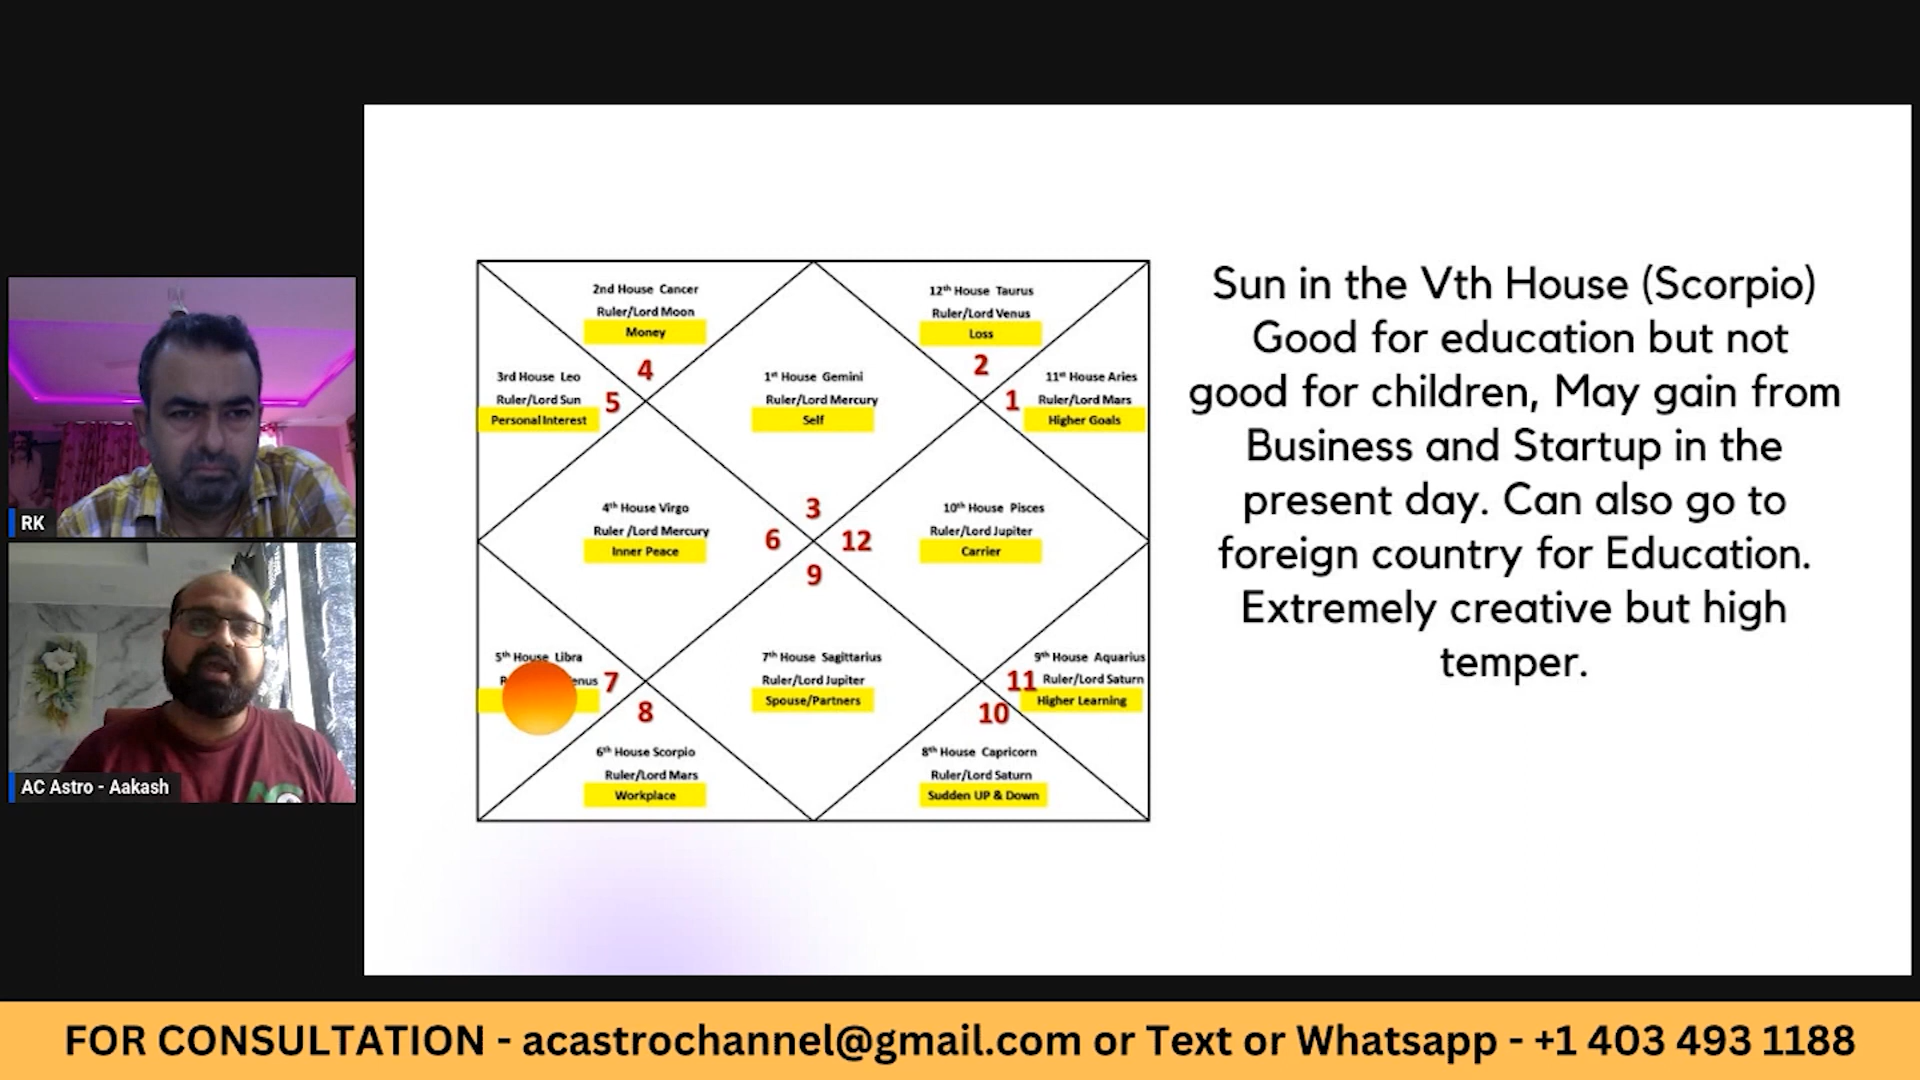 RK
AC Astro - Aakash
2nd House Cancer
Ruler/Lord Moon
Money
4
12th House Taurus
Ruler/Lord Venus
Loss
2
3rd House Leo
Ruler/Lord Sun
Personal Interest
5
1st House Gemini
Ruler/Lord Mercury
Self
1
11st House Aries
Ruler/Lord Mars
Higher Goals
4th House Virgo
Ruler /Lord Mercury
Inner Peace
3
6
12
9
10th House Pisces
Ruler/Lord Jupiter
Carrier
5th House Libra
7
8
6th House Scorpio
Ruler/Lord Mars
Workplace
7th House Sagittarius
Ruler/Lord Jupiter
Spouse/Partners
9th House Aquarius
11
Ruler/Lord Saturn
Higher Learning
10
8th House Capricorn
Ruler/Lord Saturn
Sudden UP & Down
Sun in the Vth House (Scorpio)
Good for education but not
good for children, May gain from
Business and Startup in the
present day. Can also go to
foreign country for Education.
Extremely creative but high
temper.
FOR CONSULTATION - acastrochannel@gmail.com or Text or Whatsapp - +1 403 493 1188